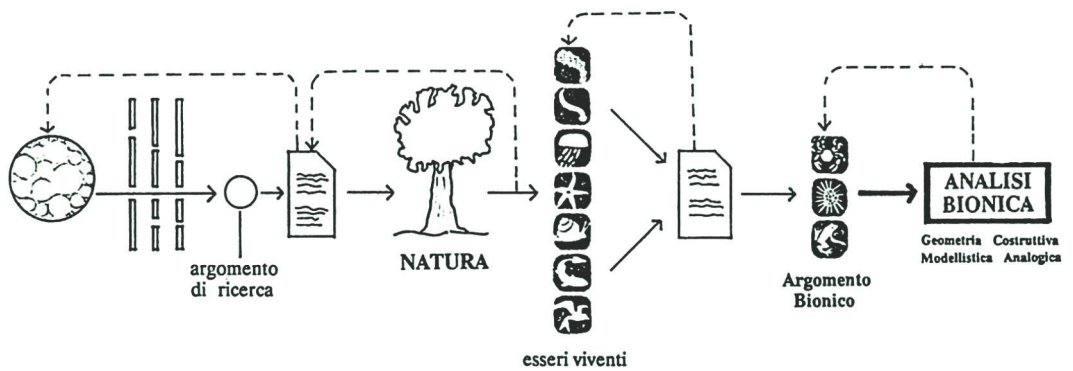 argomento
di ricerca
NATURA
esseri viventi
Argomento
Bionico
ANALISI
BIONICA
Geometria Costruttiva
Modellistica Analogica